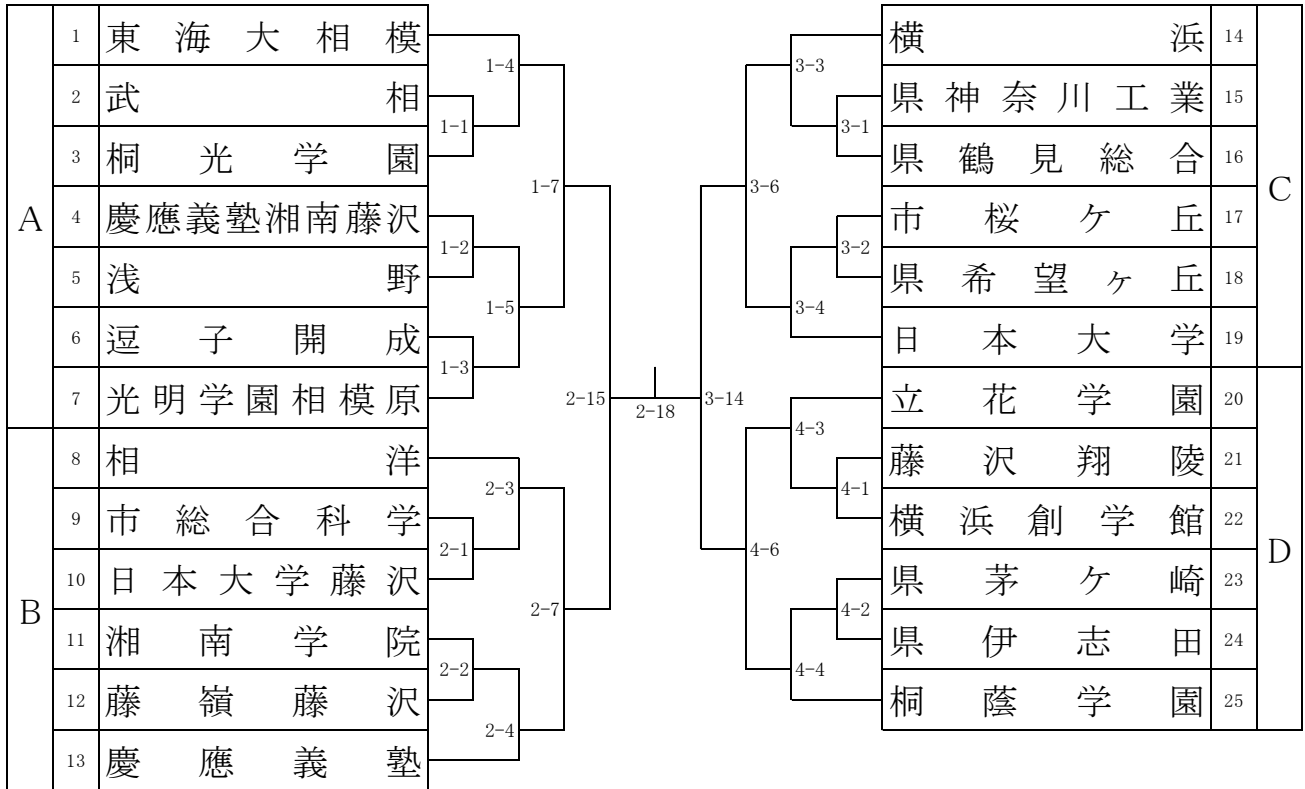 A
1 東海大相模
2 武相
3 桐光学園
4 慶應義塾湘南藤沢
5 浅野
6 逗子開成
7 光明学園相模原
B
8 相洋
9 市総合科学
10 日本大学藤沢
11 湘南学院
12 藤嶺藤沢
13 慶應義塾
1-4
1-1
1-7
1-2
1-5
1-3
2-15
2-3
2-1
2-7
2-2
2-4
2-18
3-14
3-3
3-1
3-6
3-2
3-4
4-3
4-1
4-6
4-2
4-4
横浜 14
県神奈川工業 15
県鶴見総合 16
市桜ケ丘 17
県希望ヶ丘 18
日本大学 19
C
立花学園 20
藤沢翔陵 21
横浜創学館 22
県茅ケ崎 23
県伊志田 24
桐蔭学園 25
D